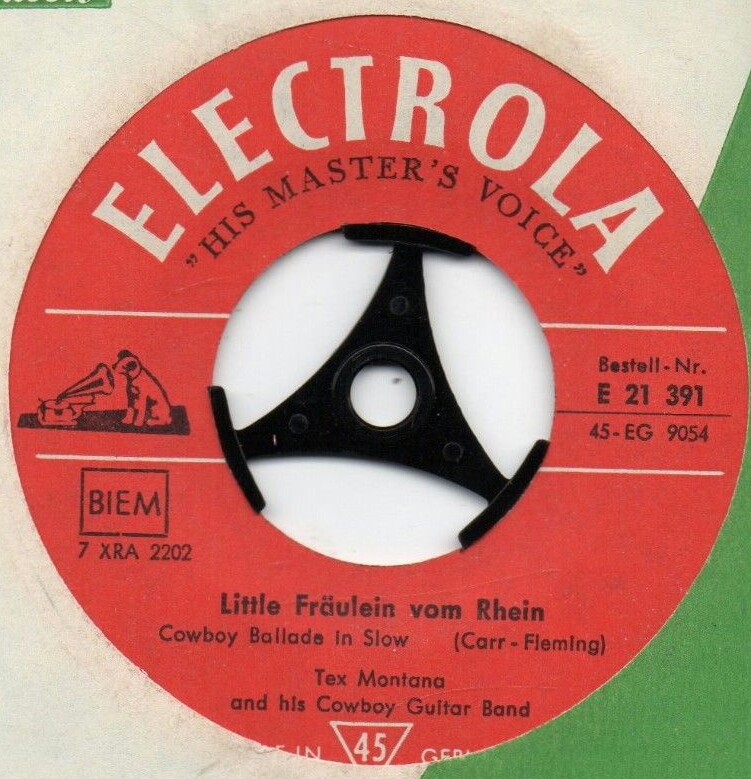 ELECTROLA
„HIS MASTER'S VOICE”
Bestell-Nr.
E 21 391
45-EG 9054
BIEM
7 XRA 2202
Little Fräulein vom Rhein
Cowboy Ballade in Slow (Carr-Fleming)
Tex Montana
and his Cowboy Guitar Band
IN 45